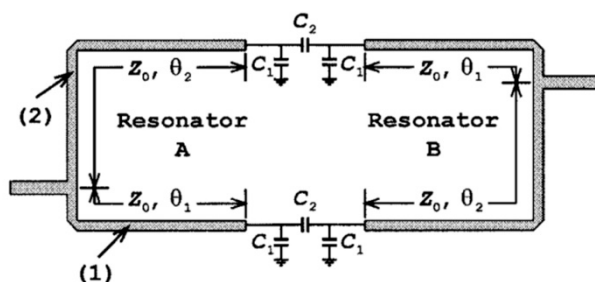 C₂
Z₀, θ₂ C₁ C₁ Z₀, θ₁
(2)
Resonator Resonator
A B
Z₀, θ₁ C₂ Z₀, θ₂
C₁ C₁
(1)